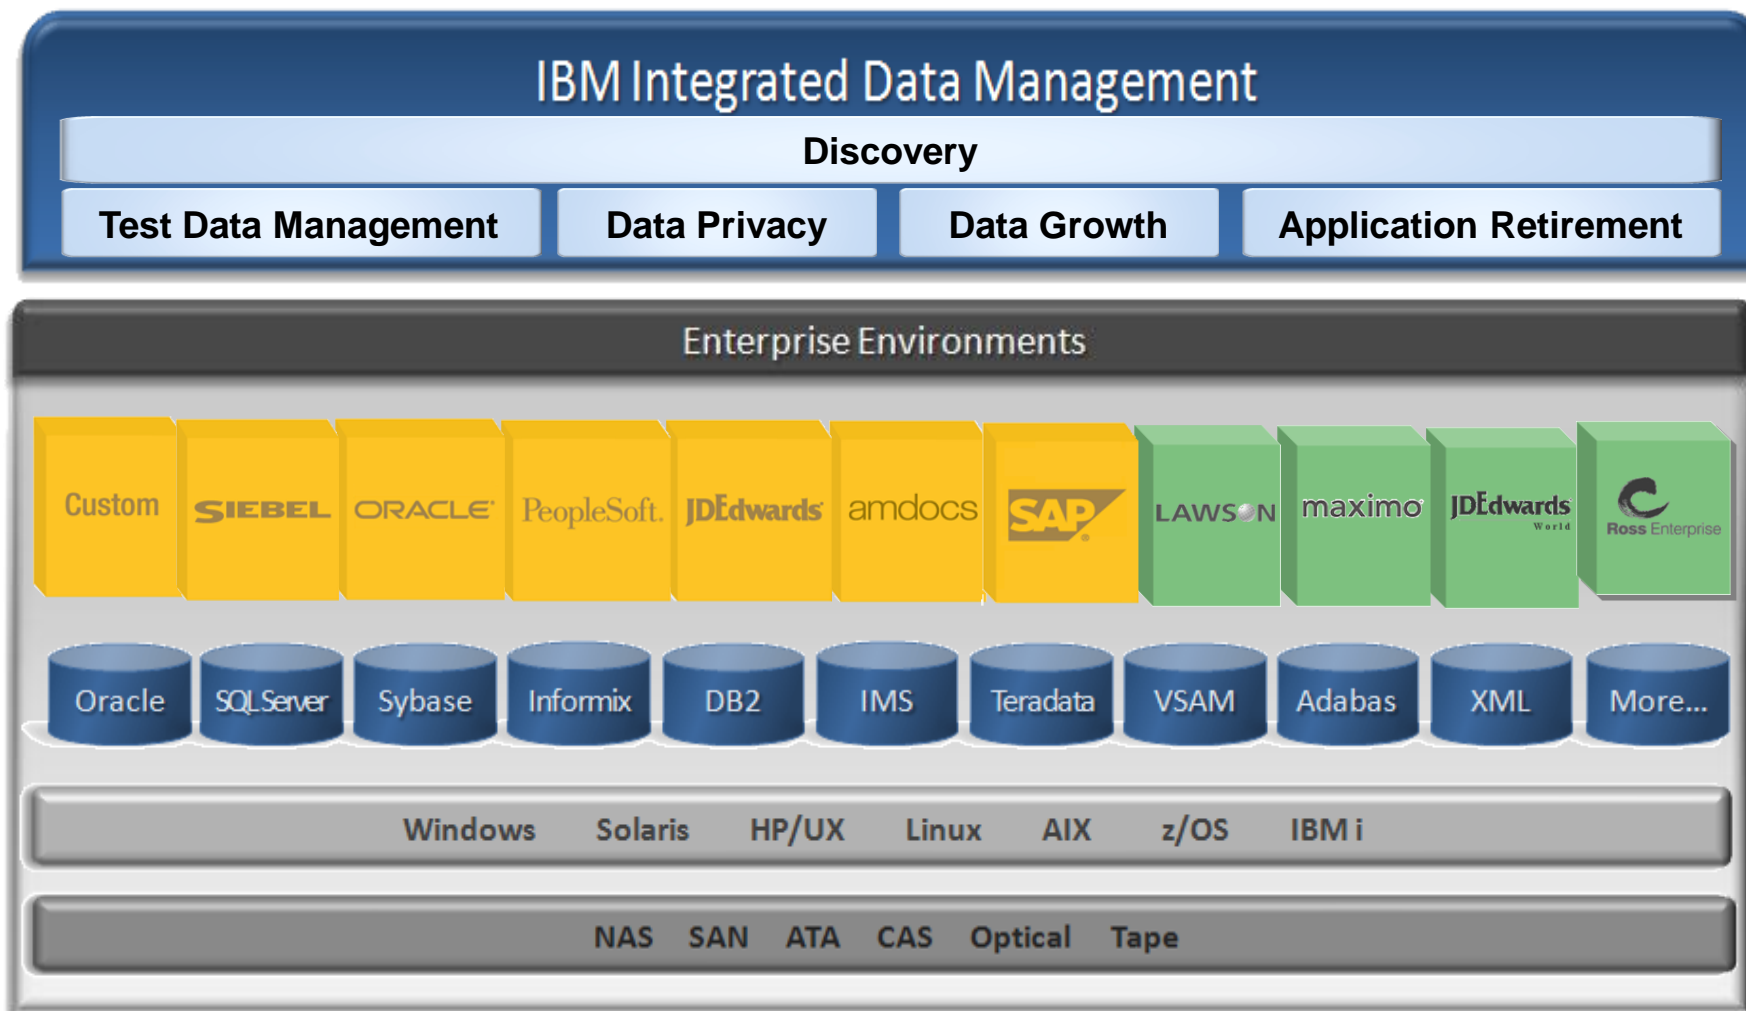 IBM Integrated Data Management
Discovery
Test Data Management Data Privacy Data Growth Application Retirement
Enterprise Environments
Custom SIEBEL ORACLE® PeopleSoft. JDEdwards amdocs SAP® LAWSON maximo JDEdwards World Ross Enterprise
Oracle SQL Server Sybase Informix DB2 IMS Teradata VSAM Adabas XML More...
Windows Solaris HP/UX Linux AIX z/OS IBM i
NAS SAN ATA CAS Optical Tape